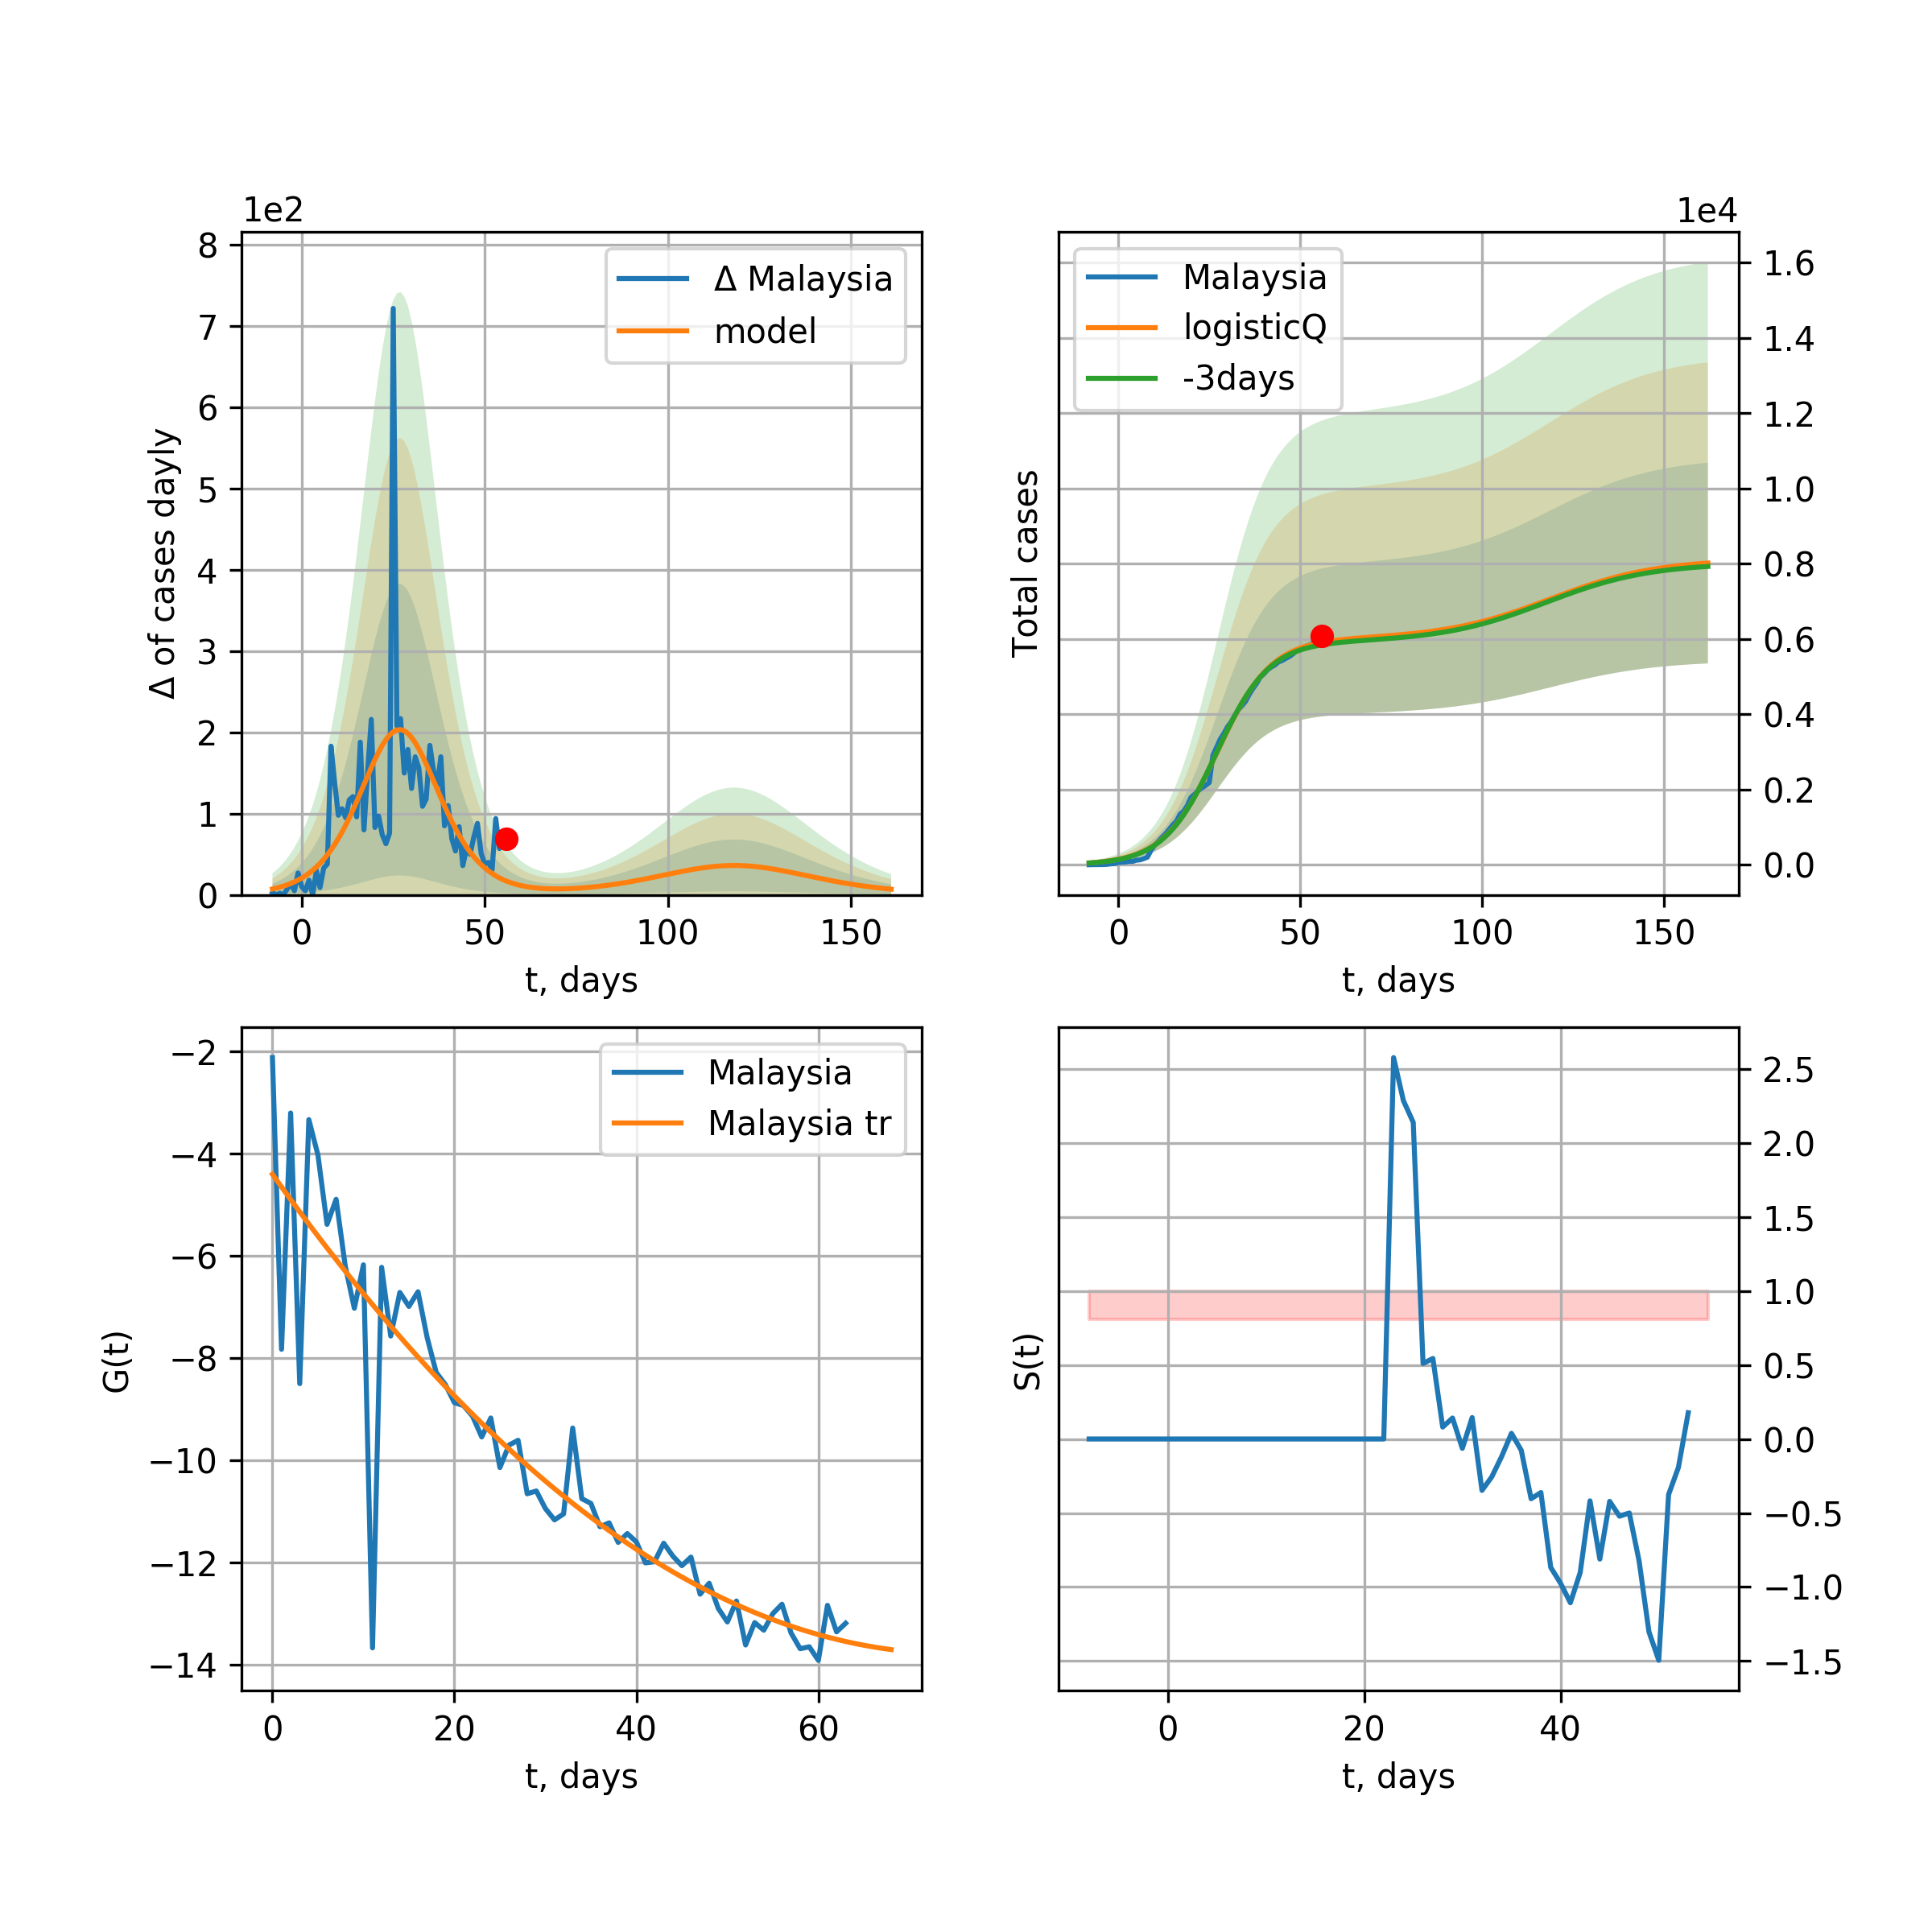 1e2
8
7
6
5
4
3
2
1
0
Δ of cases dayly
Δ Malaysia
model
0 50 100 150
t, days
1e4
Malaysia
logisticQ
-3days
Total cases
1.6
1.4
1.2
1.0
0.8
0.6
0.4
0.2
0.0
0 50 100 150
t, days
−2
−4
−6
−8
−10
−12
−14
G(t)
Malaysia
Malaysia tr
0 20 40 60
t, days
S(t)
2.5
2.0
1.5
1.0
0.5
0.0
−0.5
−1.0
−1.5
0 20 40
t, days